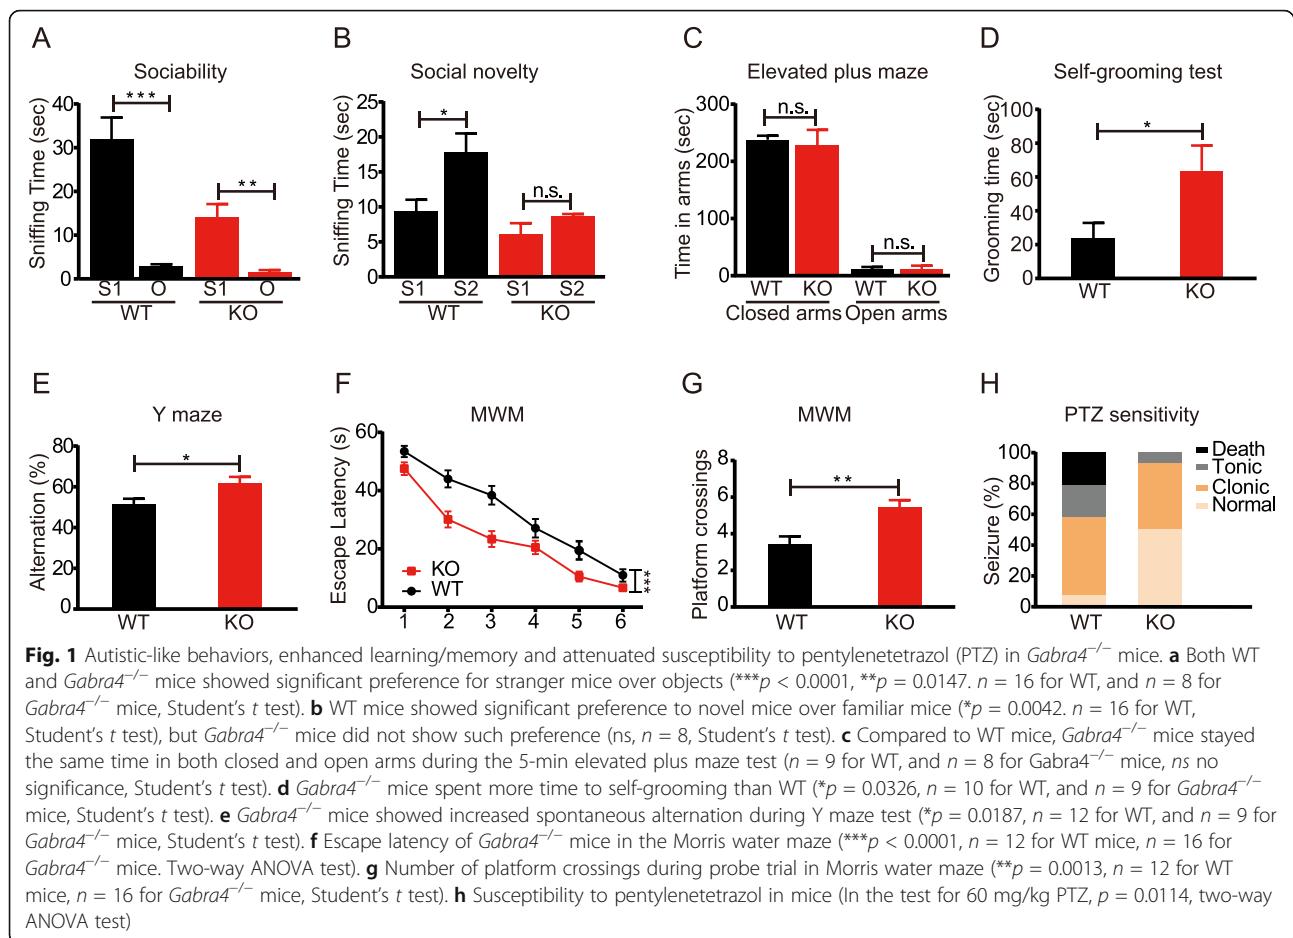 A
Sociability
Sniffing Time (sec)
40
30
20
10
0
***
**
S1 O S1 O
WT KO
B
Social novelty
Sniffing Time (sec)
25
20
15
10
5
0
*
n.s.
S1 S2 S1 S2
WT KO
C
Elevated plus maze
Time in arms (sec)
300
200
100
0
n.s.
n.s.
WT KO WT KO
Closed arms Open arms
D
Self-grooming test
Grooming time (sec)
100
80
60
40
20
0
*
WT KO
E
Y maze
Alternation (%)
80
60
40
20
0
*
WT KO
F
MWM
Escape Latency (s)
60
40
20
0
KO
WT
***
1 2 3 4 5 6
G
MWM
Platform crossings
8
6
4
2
0
**
WT KO
H
PTZ sensitivity
Seizure (%)
100
80
60
40
20
0
Death
Tonic
Clonic
Normal
WT KO
Fig. 1 Autistic-like behaviors, enhanced learning/memory and attenuated susceptibility to pentylenetetrazol (PTZ) in Gabra4−/− mice. a Both WT
and Gabra4−/− mice showed significant preference for stranger mice over objects (***p < 0.0001, **p = 0.0147. n = 16 for WT, and n = 8 for
Gabra4−/− mice, Student's t test). b WT mice showed significant preference to novel mice over familiar mice (*p = 0.0042. n = 16 for WT,
Student's t test), but Gabra4−/− mice did not show such preference (ns, n = 8, Student's t test). c Compared to WT mice, Gabra4−/− mice stayed
the same time in both closed and open arms during the 5-min elevated plus maze test (n = 9 for WT, and n = 8 for Gabra4−/− mice, ns no
significance, Student's t test). d Gabra4−/− mice spent more time to self-grooming than WT (*p = 0.0326, n = 10 for WT, and n = 9 for Gabra4−/−
mice, Student's t test). e Gabra4−/− mice showed increased spontaneous alternation during Y maze test (*p = 0.0187, n = 12 for WT, and n = 9 for
Gabra4−/− mice, Student's t test). f Escape latency of Gabra4−/− mice in the Morris water maze (***p < 0.0001, n = 12 for WT mice, n = 16 for
Gabra4−/− mice. Two-way ANOVA test). g Number of platform crossings during probe trial in Morris water maze (**p = 0.0013, n = 12 for WT
mice, n = 16 for Gabra4−/− mice, Student's t test). h Susceptibility to pentylenetetrazol in mice (In the test for 60 mg/kg PTZ, p = 0.0114, two-way
ANOVA test)